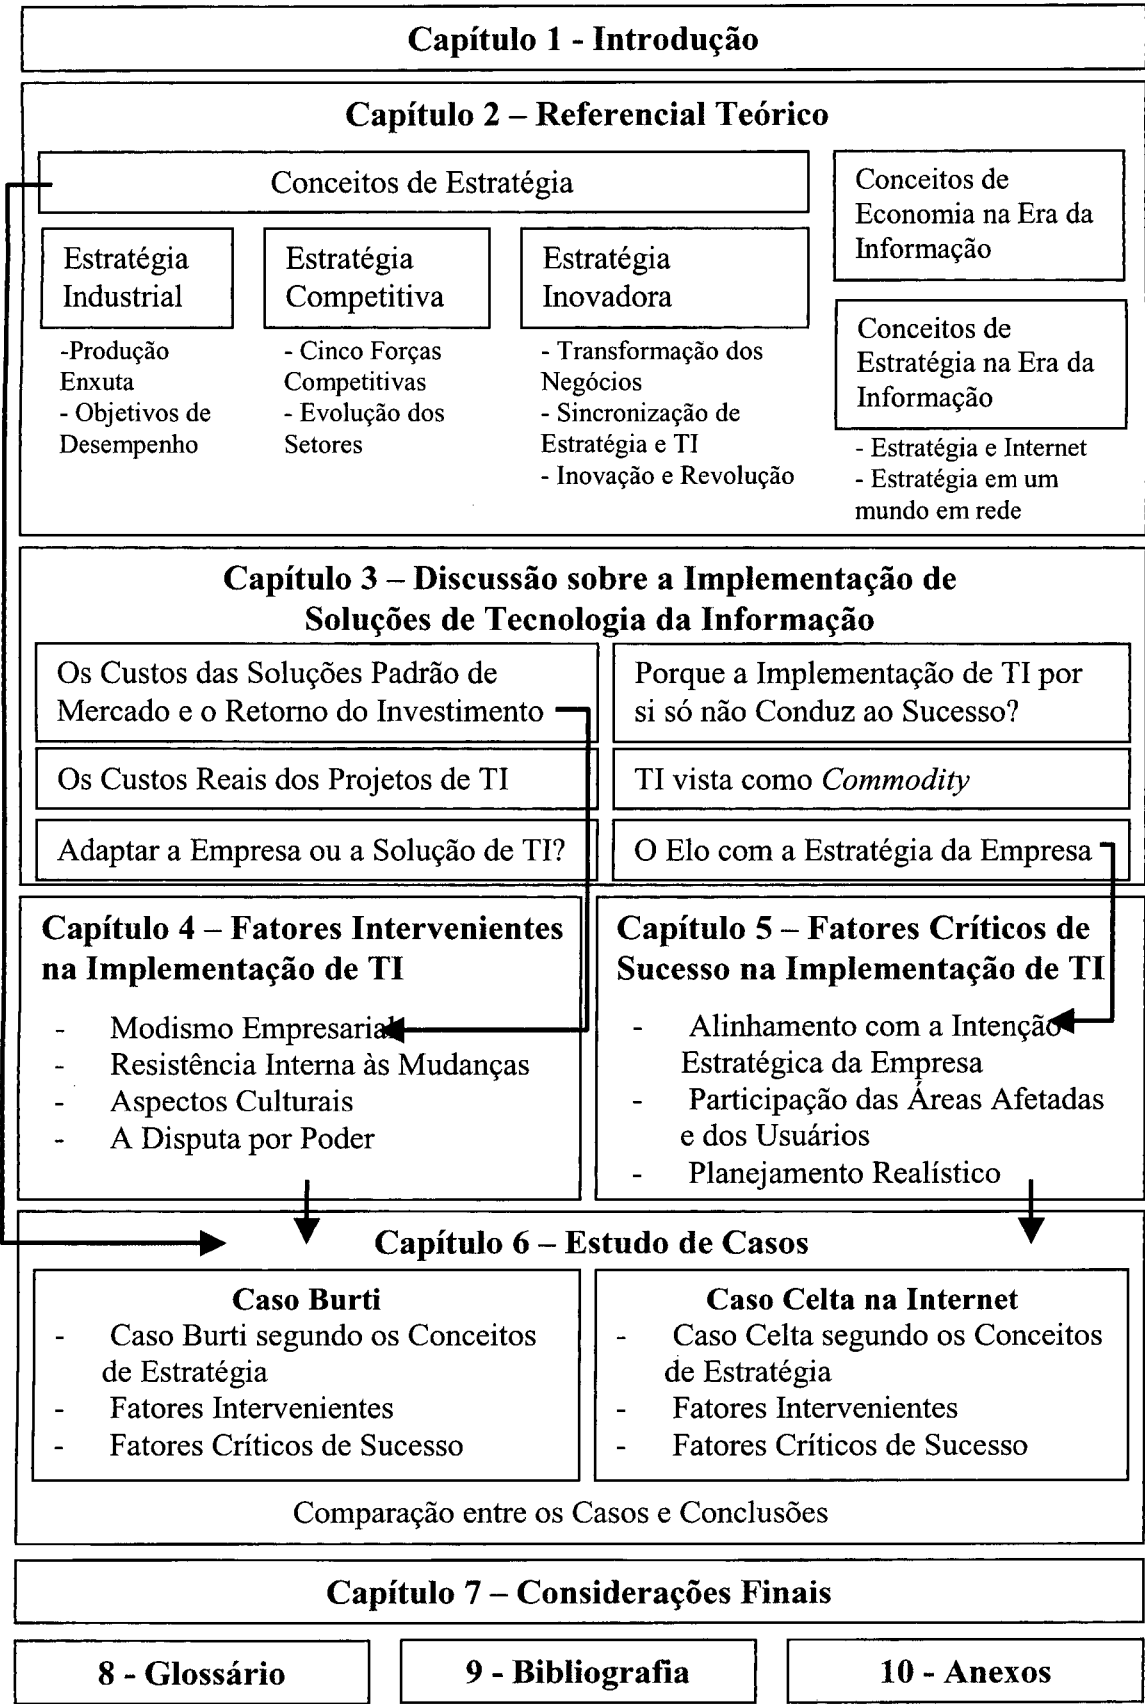 Capítulo 1 - Introdução
Capítulo 2 – Referencial Teórico
Conceitos de Estratégia
Estratégia
Industrial
-Produção
Enxuta
- Objetivos de
Desempenho
Estratégia
Competitiva
- Cinco Forças
Competitivas
- Evolução dos
Setores
Estratégia
Inovadora
- Transformação dos
Negócios
- Sincronização de
Estratégia e TI
- Inovação e Revolução
Conceitos de
Economia na Era da
Informação
Conceitos de
Estratégia na Era da
Informação
- Estratégia e Internet
- Estratégia em um
mundo em rede
Capítulo 3 – Discussão sobre a Implementação de
Soluções de Tecnologia da Informação
Os Custos das Soluções Padrão de
Mercado e o Retorno do Investimento
Porque a Implementação de TI por
si só não Conduz ao Sucesso?
Os Custos Reais dos Projetos de TI
TI vista como Commodity
Adaptar a Empresa ou a Solução de TI?
O Elo com a Estratégia da Empresa
Capítulo 4 – Fatores Intervenientes
na Implementação de TI
- Modismo Empresarial
- Resistência Interna às Mudanças
- Aspectos Culturais
- A Disputa por Poder
Capítulo 5 – Fatores Críticos de
Sucesso na Implementação de TI
- Alinhamento com a Intenção
Estratégica da Empresa
- Participação das Áreas Afetadas
e dos Usuários
- Planejamento Realístico
Capítulo 6 – Estudo de Casos
Caso Burti
- Caso Burti segundo os Conceitos
de Estratégia
- Fatores Intervenientes
- Fatores Críticos de Sucesso
Caso Celta na Internet
- Caso Celta segundo os Conceitos
de Estratégia
- Fatores Intervenientes
- Fatores Críticos de Sucesso
Comparação entre os Casos e Conclusões
Capítulo 7 – Considerações Finais
8 - Glossário
9 - Bibliografia
10 - Anexos